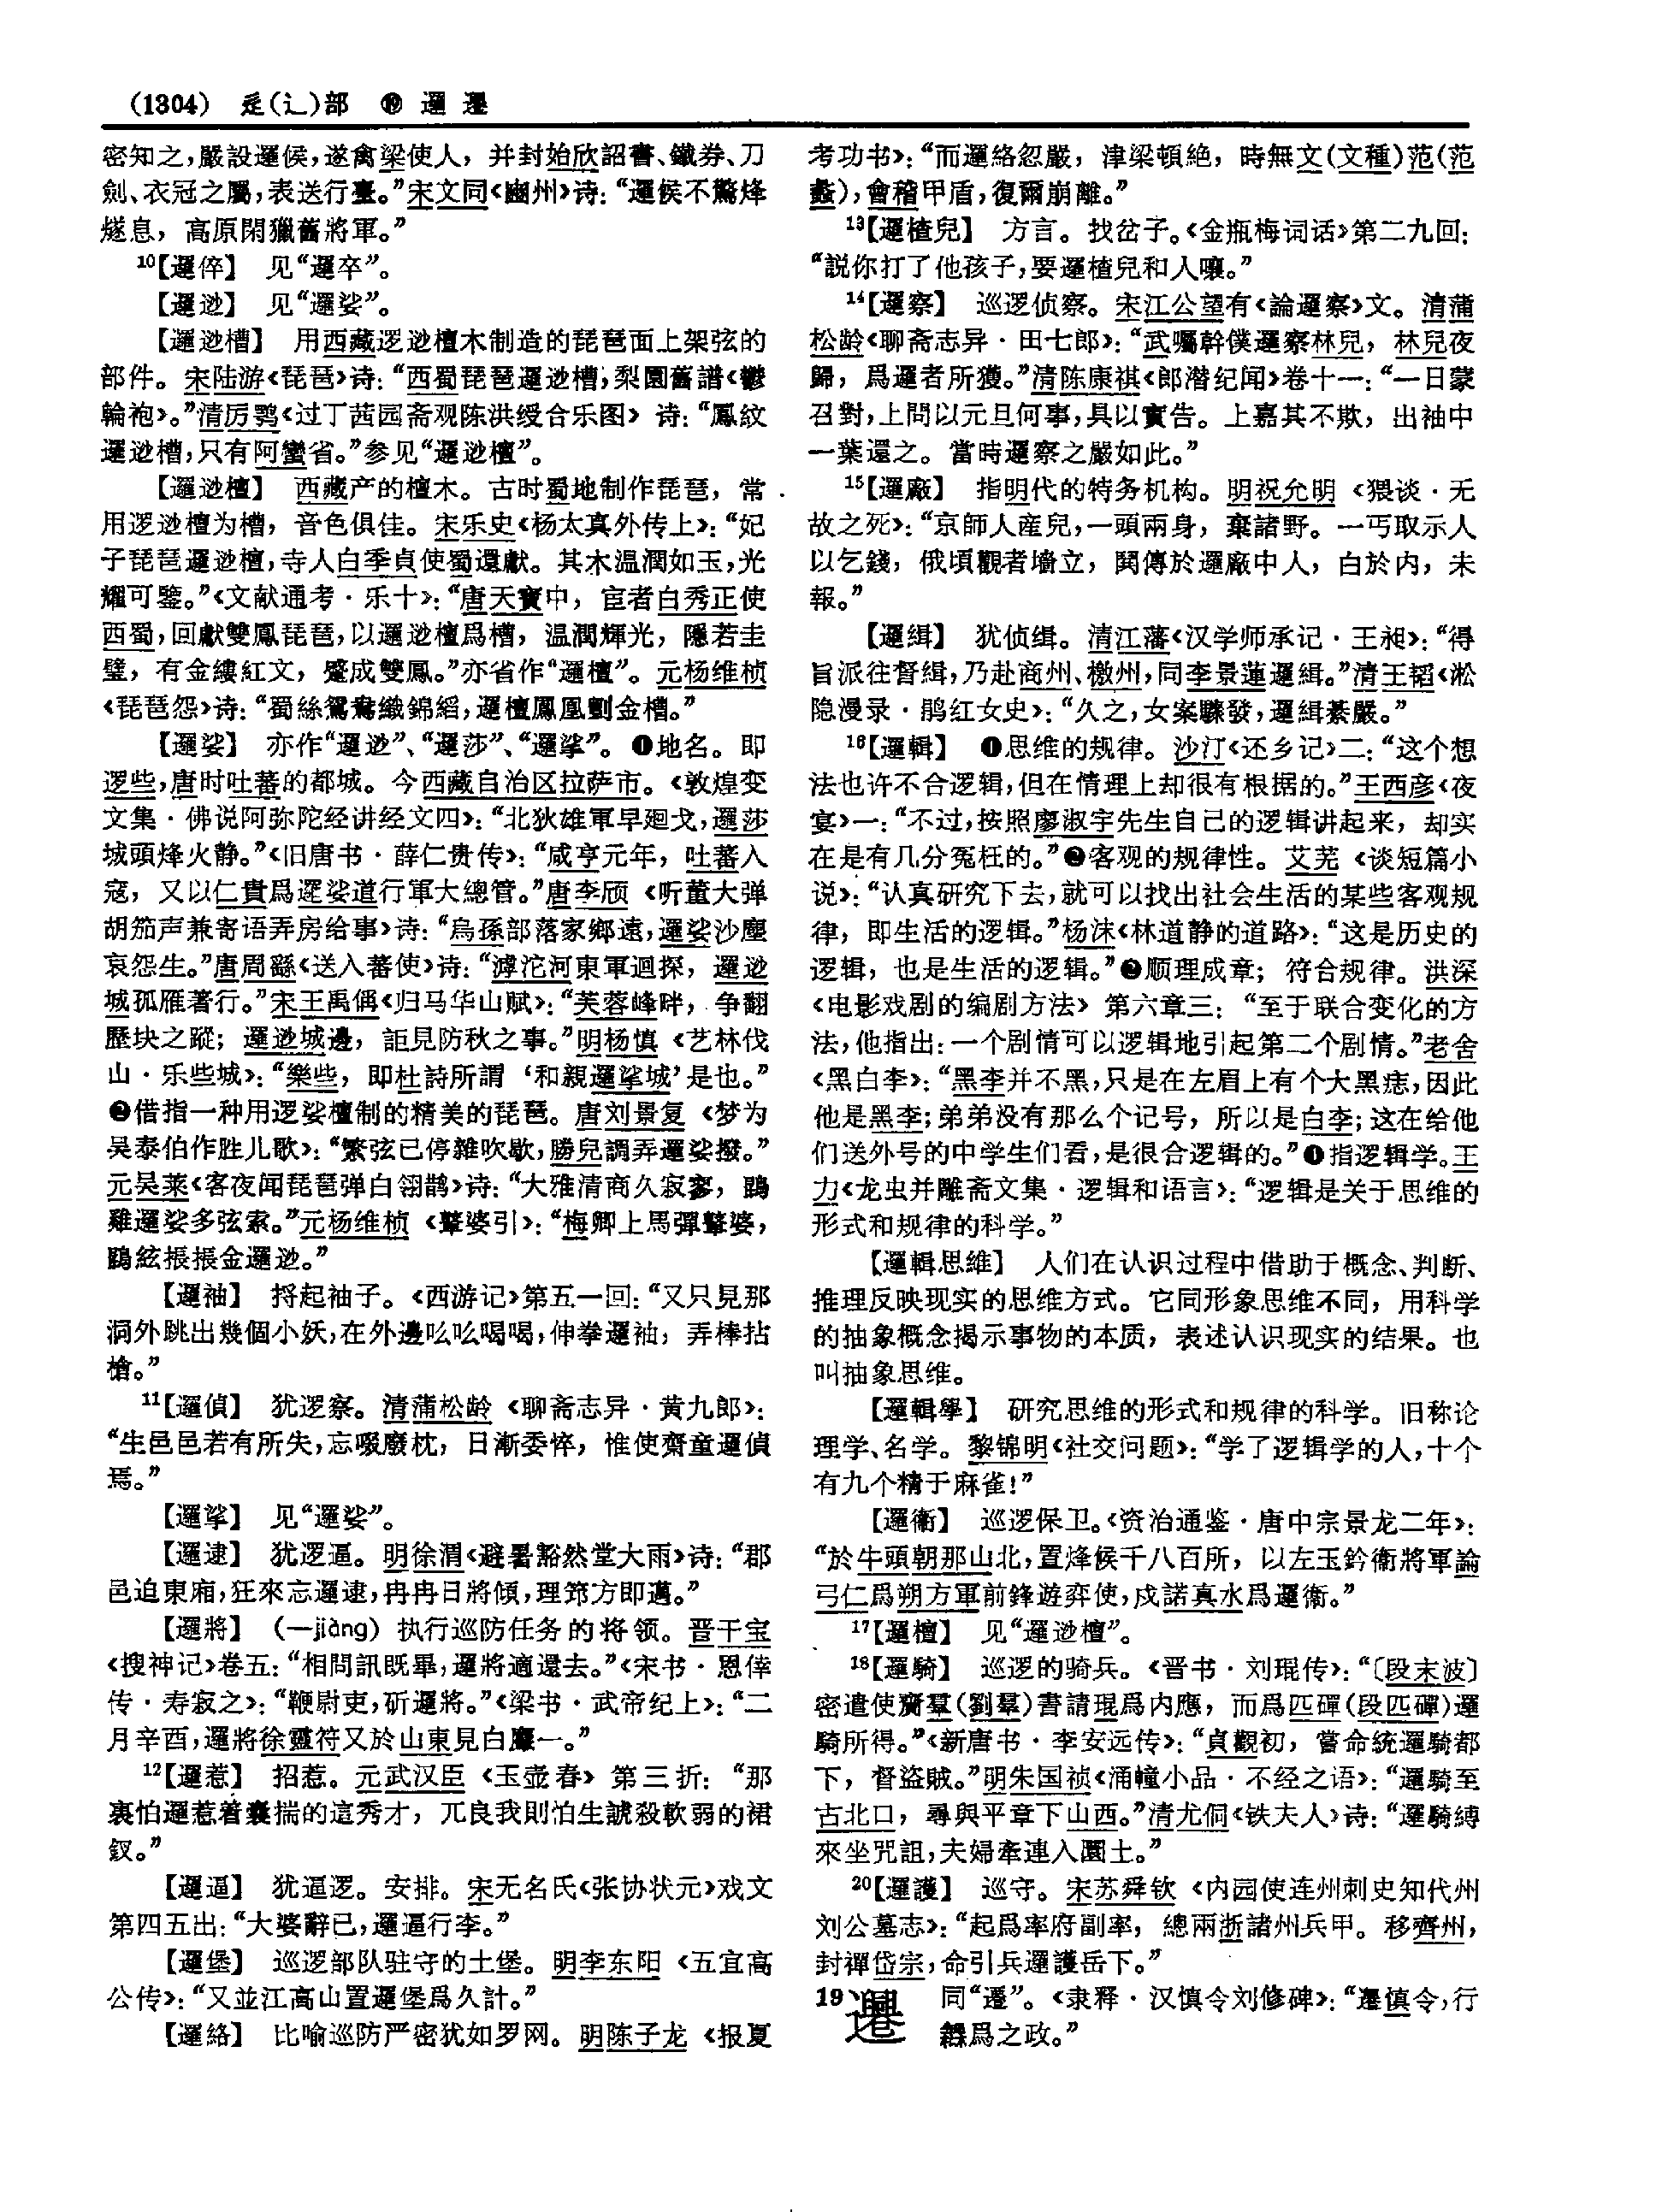 (1304) 辵(辶)部 ⑲ 邏 䙴
密知之,嚴設邏候,遂禽梁使人，并封始欣詔書、鐵券、刀
劍、衣冠之屬,表送行臺。”宋文同《幽州》诗:“邏候不驚烽
燧息，高原閑獵舊將軍。”
10【邏倅】 见“邏卒”。
【邏逤】 见“邏娑”。
【邏逤槽】 用西藏逻逤檀木制造的琵琶面上架弦的
部件。宋陆游《琵琶》诗:“西蜀琵琶邏逤槽,梨園舊譜《鬱
輪袍》。”清厉鹗《过丁茜园斋观陈洪绶合乐图》诗:“鳳紋
邏逤槽,只有阿蠻省。”参见“邏逤檀”。
【邏逤檀】 西藏产的檀木。古时蜀地制作琵琶，常
用逻逤檀为槽，音色俱佳。宋乐史《杨太真外传上》:“妃
子琵琶邏逤檀,寺人白季貞使蜀還獻。其木温潤如玉,光
耀可鑒。”《文献通考·乐十》:“唐天寶中，宦者白秀正使
西蜀,回獻雙鳳琵琶,以邏逤檀爲槽，温潤輝光，隱若圭
璧，有金縷紅文，蹙成雙鳳。”亦省作“邏檀”。元杨维桢
《琵琶怨》诗:“蜀絲鴛鴦織錦縚,邏檀鳳凰劃金槽。”
【邏娑】 亦作“邏逤”、“邏莎”、“邏挲”。❶地名。即
逻些,唐时吐蕃的都城。今西藏自治区拉萨市。《敦煌变
文集·佛说阿弥陀经讲经文四》:“北狄雄軍早廻戈,邏莎
城頭烽火静。”《旧唐书·薛仁贵传》:“咸亨元年，吐蕃入
寇，又以仁貴爲逻娑道行軍大總管。”唐李颀《听董大弹
胡笳声兼寄语弄房给事》诗:“烏孫部落家鄉遠,邏娑沙塵
哀怨生。”唐周繇《送入蕃使》诗:“滹沱河東軍迴探，邏逤
城孤雁著行。”宋王禹偁《归马华山赋》:“芙蓉峰畔，争翻
歷块之蹤；邏逤城邊，詎見防秋之事。”明杨慎《艺林伐
山·乐些城》:“樂些，即杜詩所謂‘和親邏挲城’是也。”
❷借指一种用逻娑檀制的精美的琵琶。唐刘景复《梦为
吴泰伯作胜儿歌》:“繁弦已停雜吹歇,勝兒調弄邏娑撥。”
元吴莱《客夜闻琵琶弹白翎鹊》诗:“大雅清商久寂寥，鵾
雞邏娑多弦索。”元杨维桢《鼙婆引》:“梅卿上馬彈鼙婆，
鵾絃掁掁金邏逤。”
【邏袖】 捋起袖子。《西游记》第五一回:“又只見那
洞外跳出幾個小妖,在外邊吆吆喝喝,伸拳邏袖，弄棒拈
槍。”
11【邏偵】 犹逻察。清蒲松龄《聊斋志异·黄九郎》:
“生邑邑若有所失,忘啜廢枕，日漸委悴，惟使齋童邏偵
焉。”
【邏挲】 见“邏娑”。
【邏逮】 犹逻逼。明徐渭《避暑豁然堂大雨》诗:“郡
邑追東廂,狂來忘邏逮,冉冉日將傾,理筇方即邁。”
【邏將】 (—jiàng) 执行巡防任务的将领。晋干宝
《搜神记》卷五:“相問訊既畢,邏將適還去。”《宋书·恩倖
传·寿寂之》:“鞭尉吏,斫邏將。”《梁书·武帝纪上》:“二
月辛酉,邏將徐靈符又於山東見白麞一。”
12【邏惹】 招惹。元武汉臣《玉壶春》第三折:“那
裏怕邏惹着囊揣的這秀才，兀良我則怕生諕殺軟弱的裙
釵。”
【邏逼】 犹逼逻。安排。宋无名氏《张协状元》戏文
第四五出:“大婆辭已,邏逼行李。”
【邏堡】 巡逻部队驻守的土堡。明李东阳《五宜高
公传》:“又並江高山置邏堡爲久計。”
【邏絡】 比喻巡防严密犹如罗网。明陈子龙《报夏
考功书》:“而邏絡忽嚴，津梁頓絶，時無文(文種)范(范
蠡),會稽甲盾,復爾崩離。”
13【邏楂兒】 方言。找岔子。《金瓶梅词话》第二九回:
“説你打了他孩子,要邏楂兒和人嚷。”
14【邏察】 巡逻侦察。宋江公望有《論邏察》文。清蒲
松龄《聊斋志异·田七郎》:“武囑幹僕邏察林兒，林兒夜
歸，爲邏者所獲。”清陈康祺《郎潜纪闻》卷十一:“一日蒙
召對,上問以元旦何事,具以實告。上嘉其不欺，出袖中
一葉還之。當時邏察之嚴如此。”
15【邏廠】 指明代的特务机构。明祝允明《猥谈·无
故之死》:“京師人産兒,一頭兩身，棄諸野。一丐取示人
以乞錢，俄頃觀者墻立，鬨傳於邏廠中人，白於内，未
報。”
【邏緝】 犹侦缉。清江藩《汉学师承记·王昶》:“得
旨派往督緝,乃赴商州、檄州,同李景蓮邏緝。”清王韬《淞
隐漫录·鹃红女史》:“久之,女案驟發,邏緝綦嚴。”
16【邏輯】 ❶思维的规律。沙汀《还乡记》二:“这个想
法也许不合逻辑,但在情理上却很有根据的。”王西彦《夜
宴》一:“不过,按照廖淑宇先生自己的逻辑讲起来，却实
在是有几分冤枉的。”❷客观的规律性。艾芜《谈短篇小
说》:“认真研究下去,就可以找出社会生活的某些客观规
律，即生活的逻辑。”杨沫《林道静的道路》:“这是历史的
逻辑，也是生活的逻辑。”❷顺理成章；符合规律。洪深
《电影戏剧的编剧方法》第六章三:“至于联合变化的方
法,他指出:一个剧情可以逻辑地引起第二个剧情。”老舍
《黑白李》:“黑李并不黑,只是在左眉上有个大黑痣,因此
他是黑李;弟弟没有那么个记号，所以是白李;这在给他
们送外号的中学生们看,是很合逻辑的。”❶指逻辑学。王
力《龙虫并雕斋文集·逻辑和语言》:“逻辑是关于思维的
形式和规律的科学。”
【邏輯思维】 人们在认识过程中借助于概念、判断、
推理反映现实的思维方式。它同形象思维不同，用科学
的抽象概念揭示事物的本质，表述认识现实的结果。也
叫抽象思维。
【邏輯學】 研究思维的形式和规律的科学。旧称论
理学、名学。黎锦明《社交问题》:“学了逻辑学的人,十个
有九个精于麻雀!”
【邏衞】 巡逻保卫。《资治通鉴·唐中宗景龙二年》:
“於牛頭朝那山北,置烽候千八百所，以左玉鈐衞將軍論
弓仁爲朔方軍前鋒遊弈使,戍諾真水爲邏衞。”
17【邏檀】 见“邏逤檀”。
18【邏騎】 巡逻的骑兵。《晋书·刘琨传》:“〔段末波〕
密遣使齎羣(劉羣)書請琨爲内應，而爲匹磾(段匹磾)邏
騎所得。”《新唐书·李安远传》:“貞觀初，嘗命統邏騎都
下，督盜賊。”明朱国祯《涌幢小品·不经之语》:“邏騎至
古北口，尋與平章下山西。”清尤侗《铁夫人》诗:“邏騎縛
來坐咒詛,夫婦牽連入圜土。”
20【邏護】 巡守。宋苏舜钦《内园使连州刺史知代州
刘公墓志》:“起爲率府副率，總兩浙諸州兵甲。移齊州，
封禪岱宗,命引兵邏護岳下。”
19 同“遷”。《隶释·汉慎令刘修碑》:“遷慎令,行
爲之政。”